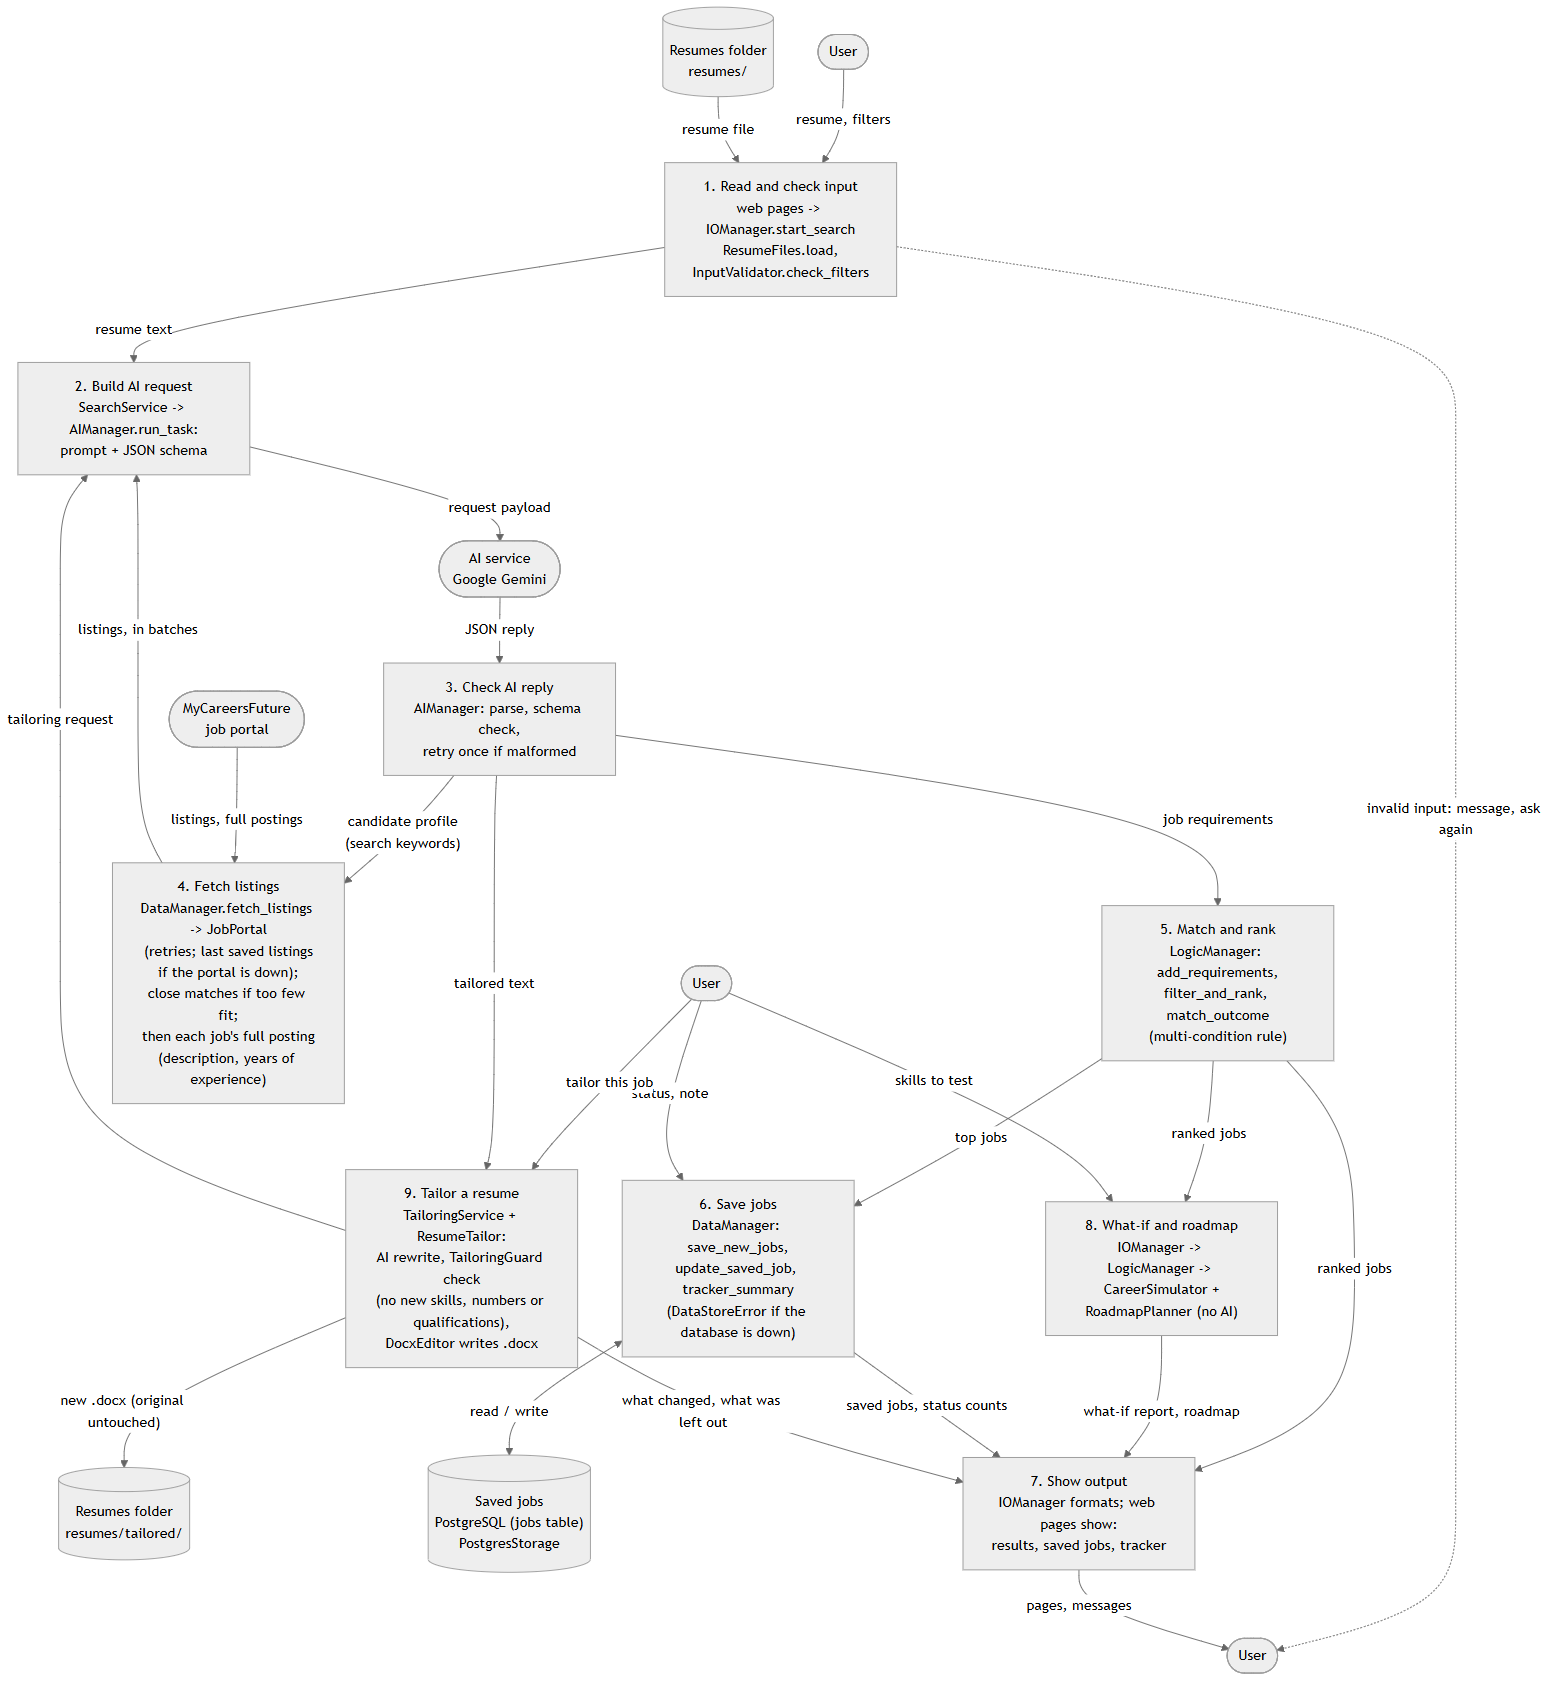 Resumes folder
resumes/
User
resume file
resume, filters
1. Read and check input
web pages ->
IOManager.start_search
ResumeFiles.load,
InputValidator.check_filters
resume text
2. Build AI request
SearchService ->
AIManager.run_task:
prompt + JSON schema
request payload
AI service
Google Gemini
listings, in batches
JSON reply
3. Check AI reply
AIManager: parse, schema
check,
retry once if malformed
MyCareersFuture
job portal
tailoring request
listings, full postings
candidate profile
(search keywords)
job requirements
invalid input: message, ask
again
4. Fetch listings
DataManager.fetch_listings
-> JobPortal
(retries; last saved listings
if the portal is down);
close matches if too few
fit;
then each job's full posting
(description, years of
experience)
tailored text
User
5. Match and rank
LogicManager:
add_requirements,
filter_and_rank,
match_outcome
(multi-condition rule)
tailor this job
status, note
skills to test
top jobs
ranked jobs
9. Tailor a resume
TailoringService +
ResumeTailor:
AI rewrite, TailoringGuard
check
(no new skills, numbers or
qualifications),
DocxEditor writes .docx
6. Save jobs
DataManager:
save_new_jobs,
update_saved_job,
tracker_summary
(DataStoreError if the
database is down)
8. What-if and roadmap
IOManager ->
LogicManager ->
CareerSimulator +
RoadmapPlanner (no AI)
ranked jobs
new .docx (original
untouched)
read / write
what changed, what was
left out
saved jobs, status counts
what-if report, roadmap
Resumes folder
resumes/tailored/
Saved jobs
PostgreSQL (jobs table)
PostgresStorage
7. Show output
IOManager formats; web
pages show:
results, saved jobs, tracker
pages, messages
User